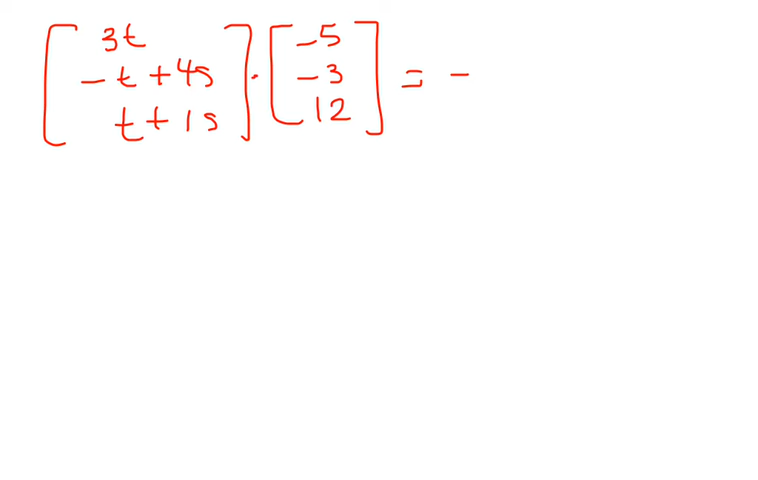 [ 3t ] [ -5 ]
[ -t + 4s ] · [ -3 ] = -
[ t + 1s ] [ 12 ]